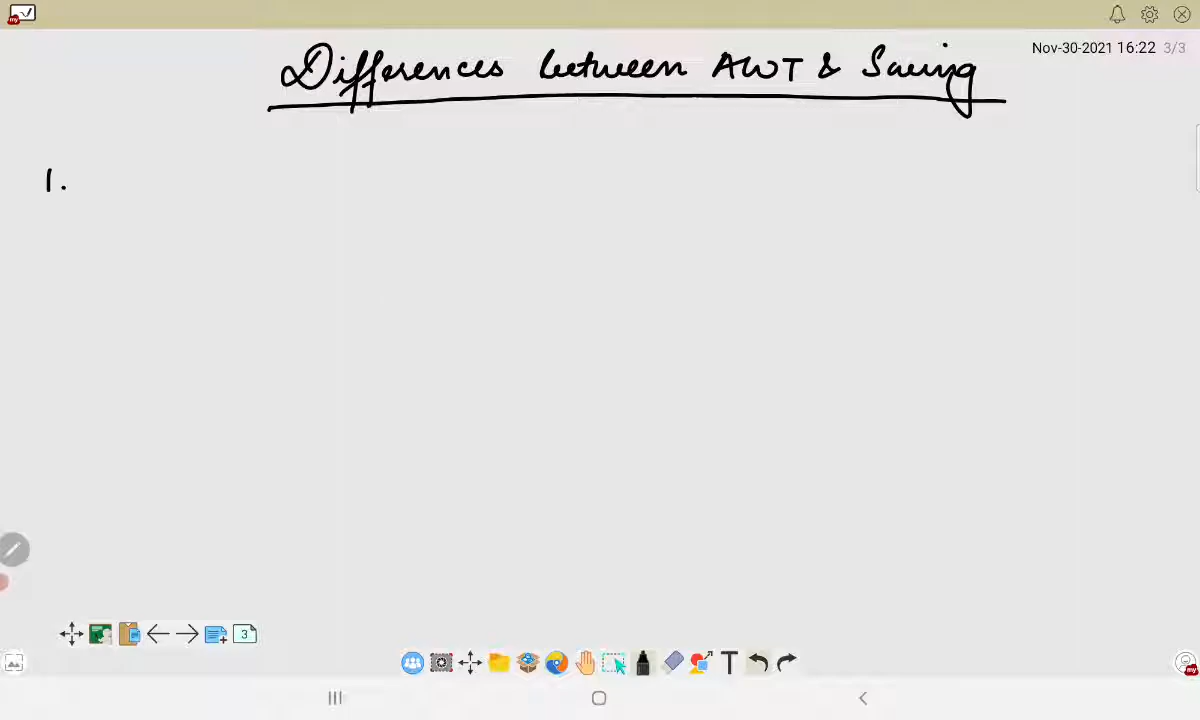 Nov-30-2021 16:22 3/3
Differences between AWT & Swing
1.
3